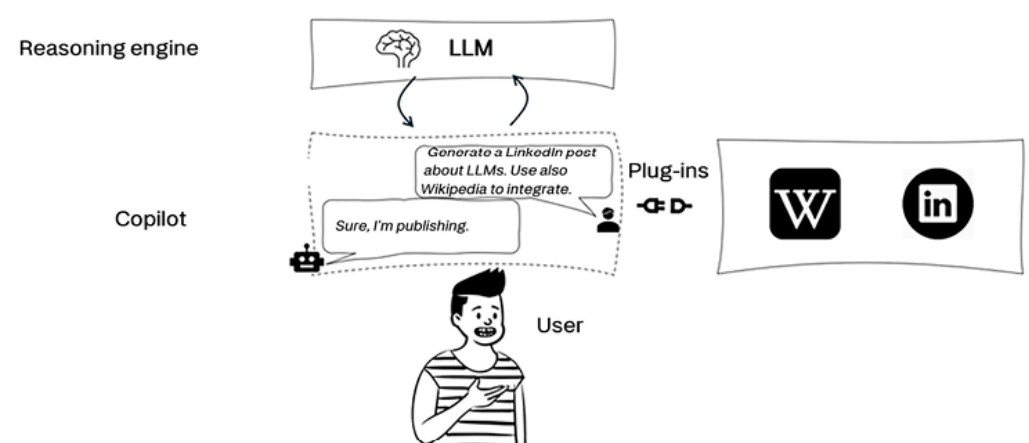 Reasoning engine
LLM
Generate a LinkedIn post
about LLMs. Use also
Wikipedia to integrate.
Plug-ins
W
in
Copilot
Sure, I'm publishing.
User